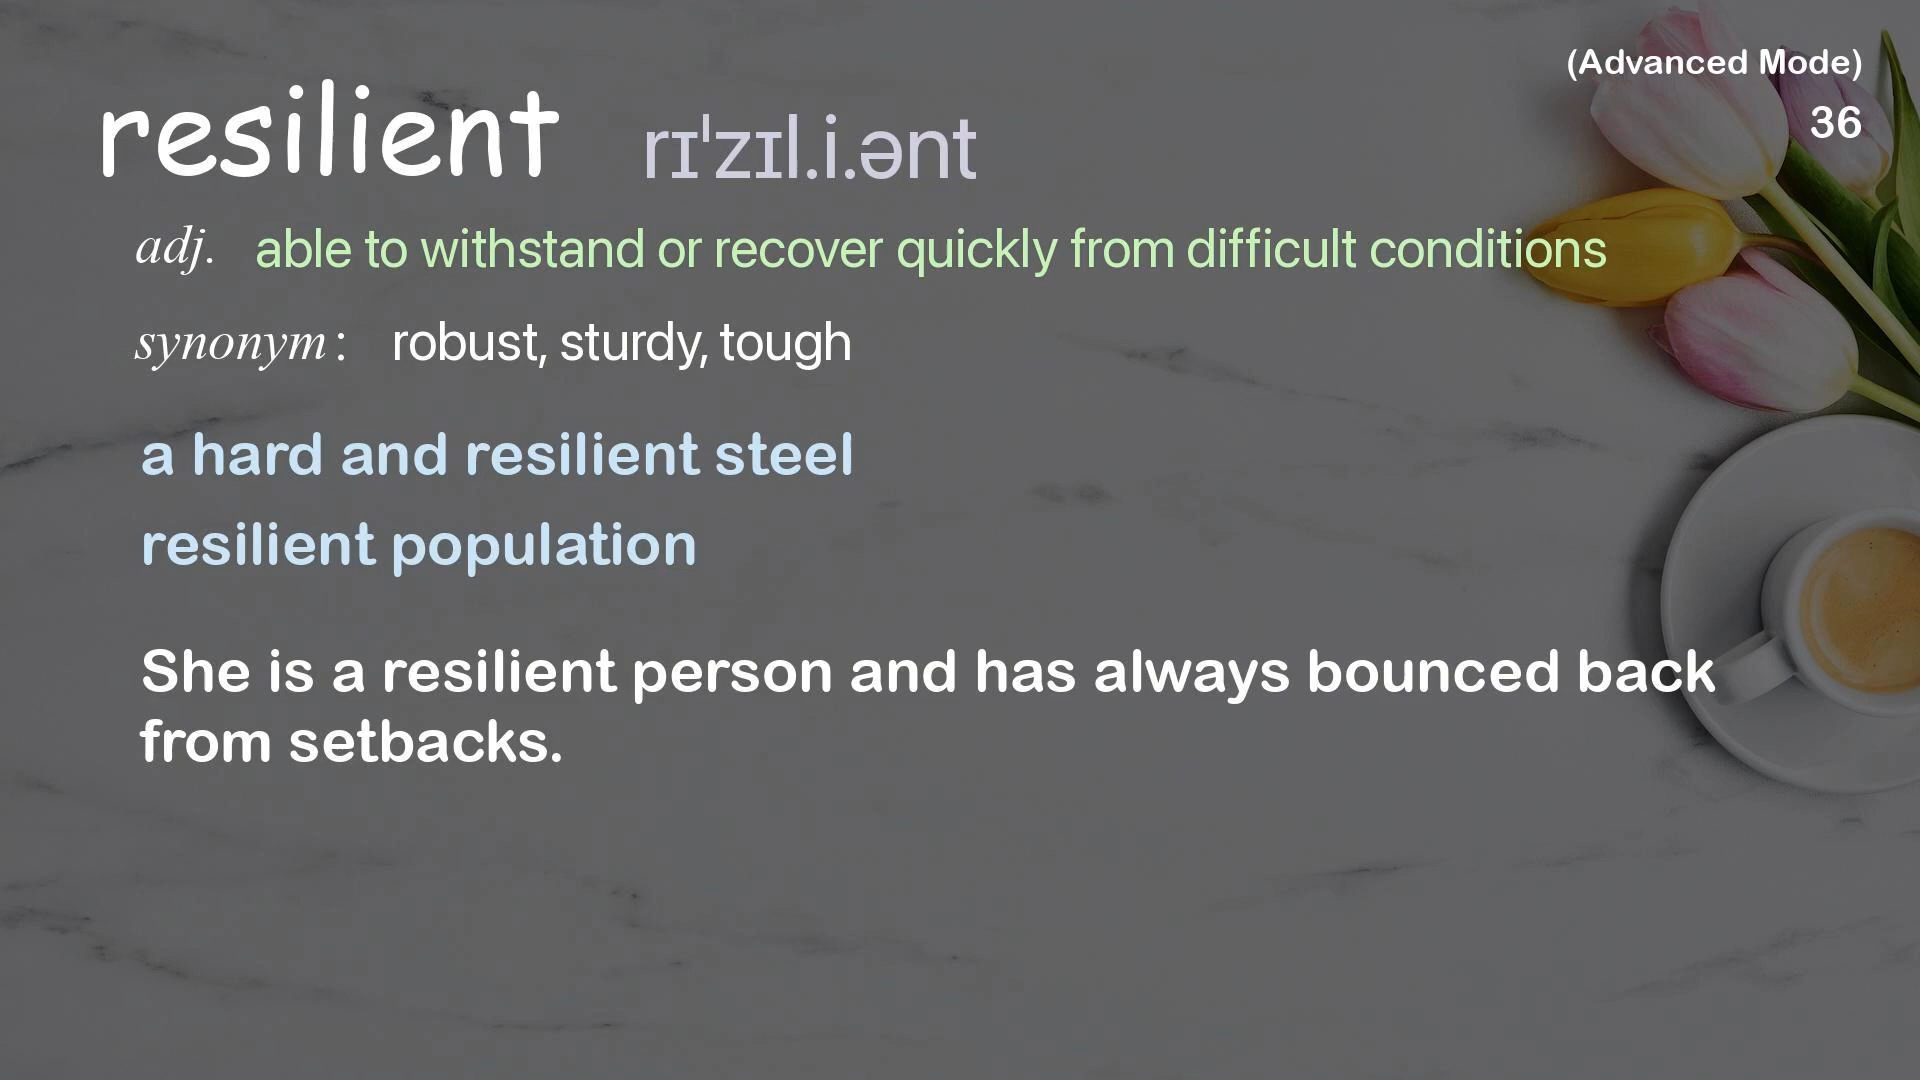 (Advanced Mode)
36
resilient rɪˈzɪl.i.ənt
adj. able to withstand or recover quickly from difficult conditions
synonym : robust, sturdy, tough
a hard and resilient steel
resilient population
She is a resilient person and has always bounced back
from setbacks.